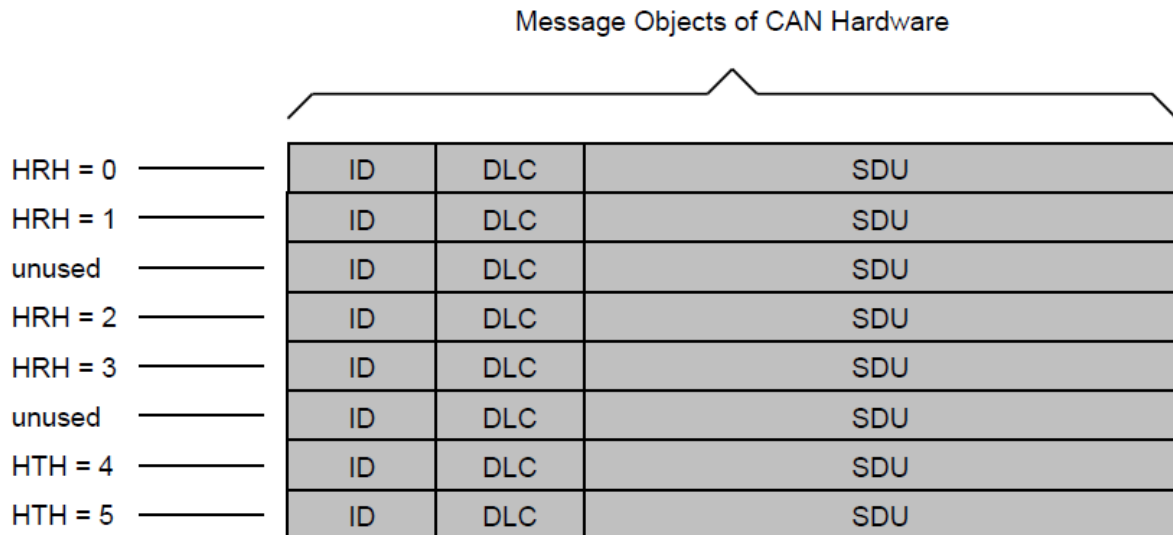 Message Objects of CAN Hardware
HRH = 0 ID DLC SDU
HRH = 1 ID DLC SDU
unused ID DLC SDU
HRH = 2 ID DLC SDU
HRH = 3 ID DLC SDU
unused ID DLC SDU
HTH = 4 ID DLC SDU
HTH = 5 ID DLC SDU